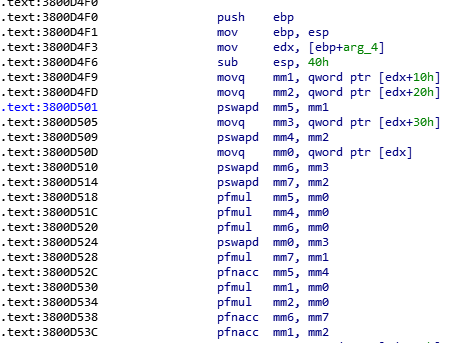 .text:3800D4F0
.text:3800D4F0 push ebp
.text:3800D4F1 mov ebp, esp
.text:3800D4F3 mov edx, [ebp+arg_4]
.text:3800D4F6 sub esp, 40h
.text:3800D4F9 movq mm1, qword ptr [edx+10h]
.text:3800D4FD movq mm2, qword ptr [edx+20h]
.text:3800D501 pswapd mm5, mm1
.text:3800D505 movq mm3, qword ptr [edx+30h]
.text:3800D509 pswapd mm4, mm2
.text:3800D50D movq mm0, qword ptr [edx]
.text:3800D510 pswapd mm6, mm3
.text:3800D514 pswapd mm7, mm2
.text:3800D518 pfmul mm5, mm0
.text:3800D51C pfmul mm4, mm0
.text:3800D520 pfmul mm6, mm0
.text:3800D524 pswapd mm0, mm3
.text:3800D528 pfmul mm7, mm1
.text:3800D52C pfnacc mm5, mm4
.text:3800D530 pfmul mm1, mm0
.text:3800D534 pfmul mm2, mm0
.text:3800D538 pfnacc mm6, mm7
.text:3800D53C pfnacc mm1, mm2